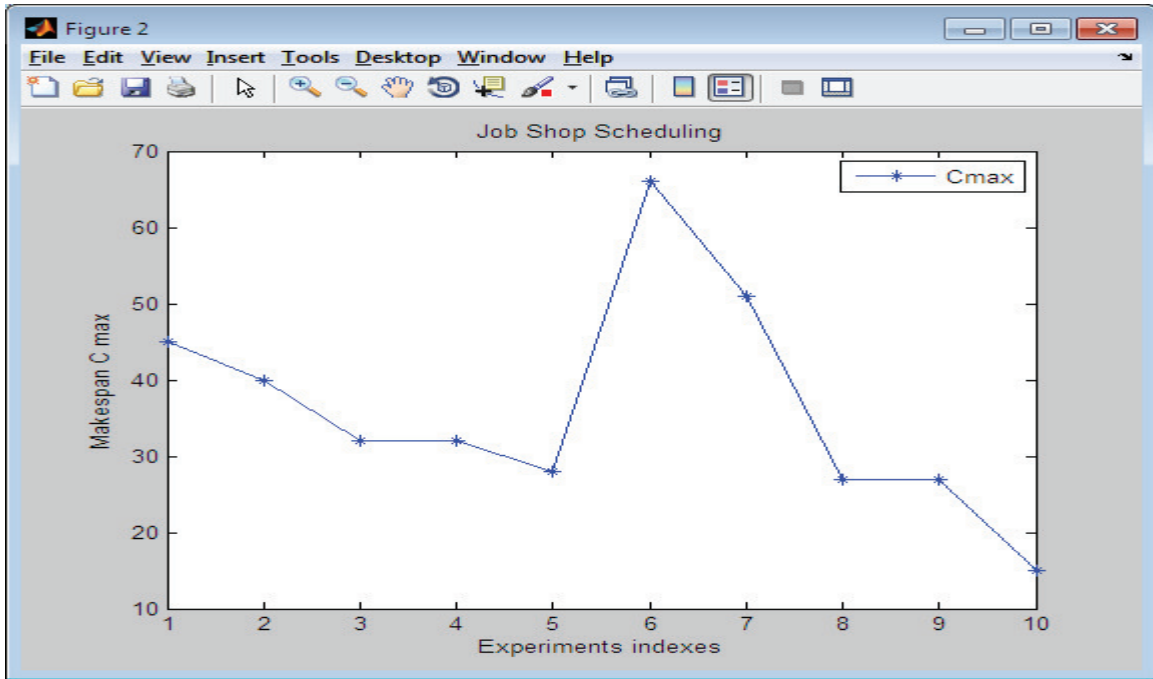 Figure 2
File Edit View Insert Tools Desktop Window Help
Job Shop Scheduling
Cmax
70
60
50
40
30
20
10
Makespan C max
1 2 3 4 5 6 7 8 9 10
Experiments indexes